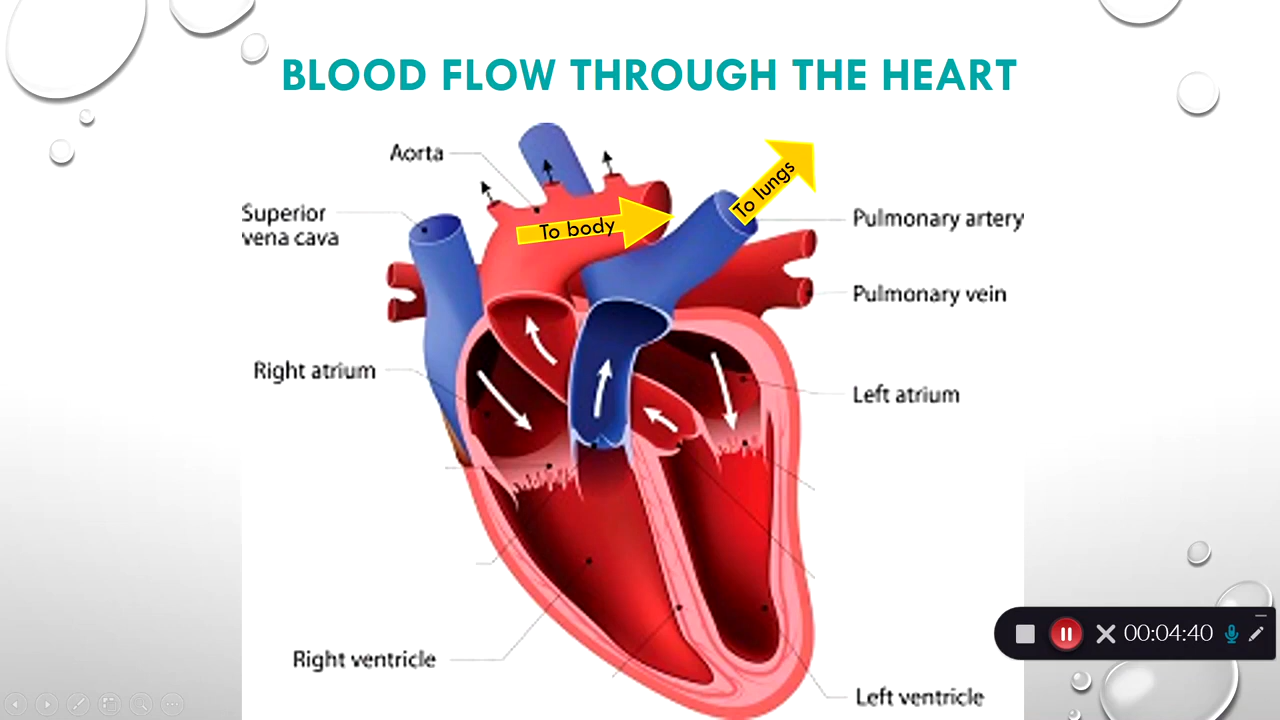 BLOOD FLOW THROUGH THE HEART
Aorta
To lungs
Superior
vena cava
To body
Pulmonary artery
Pulmonary vein
Right atrium
Left atrium
00:04:40
Right ventricle
Left ventricle